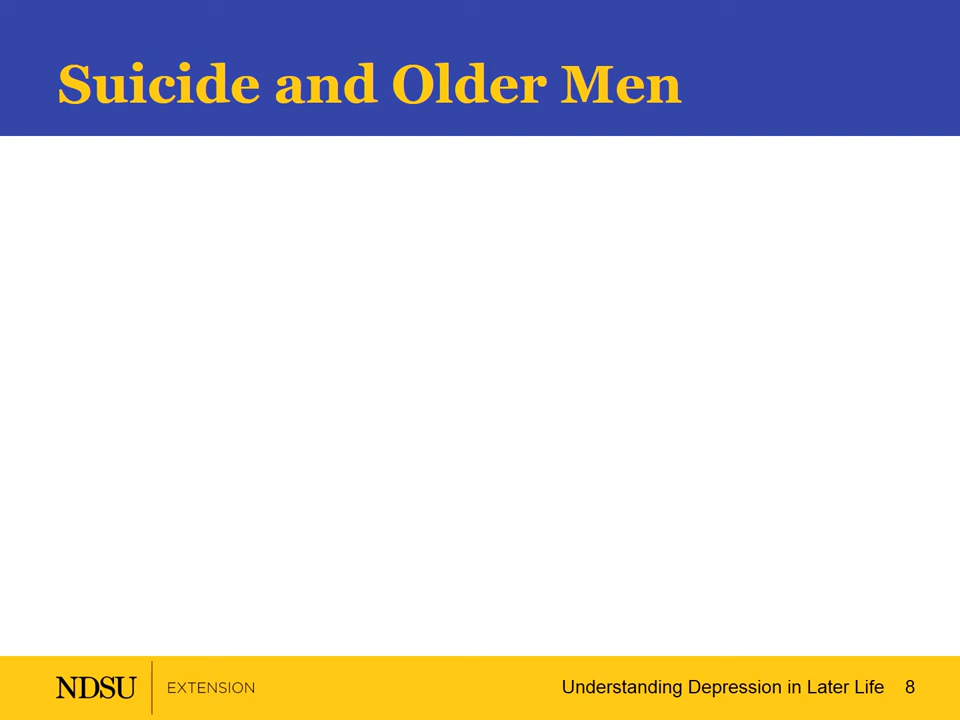 Suicide and Older Men
NDSU EXTENSION
Understanding Depression in Later Life 8